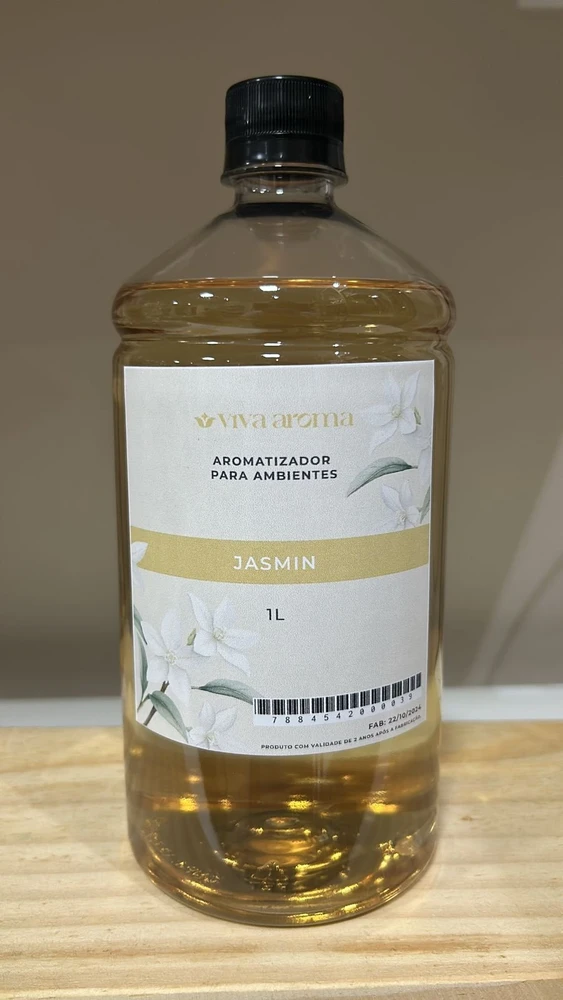 viva aroma
AROMATIZADOR
PARA AMBIENTES
JASMIN
1L
7884542000039
FAB: 22/10/2024
PRODUTO COM VALIDADE DE 2 ANOS APÓS A FABRICAÇÃO